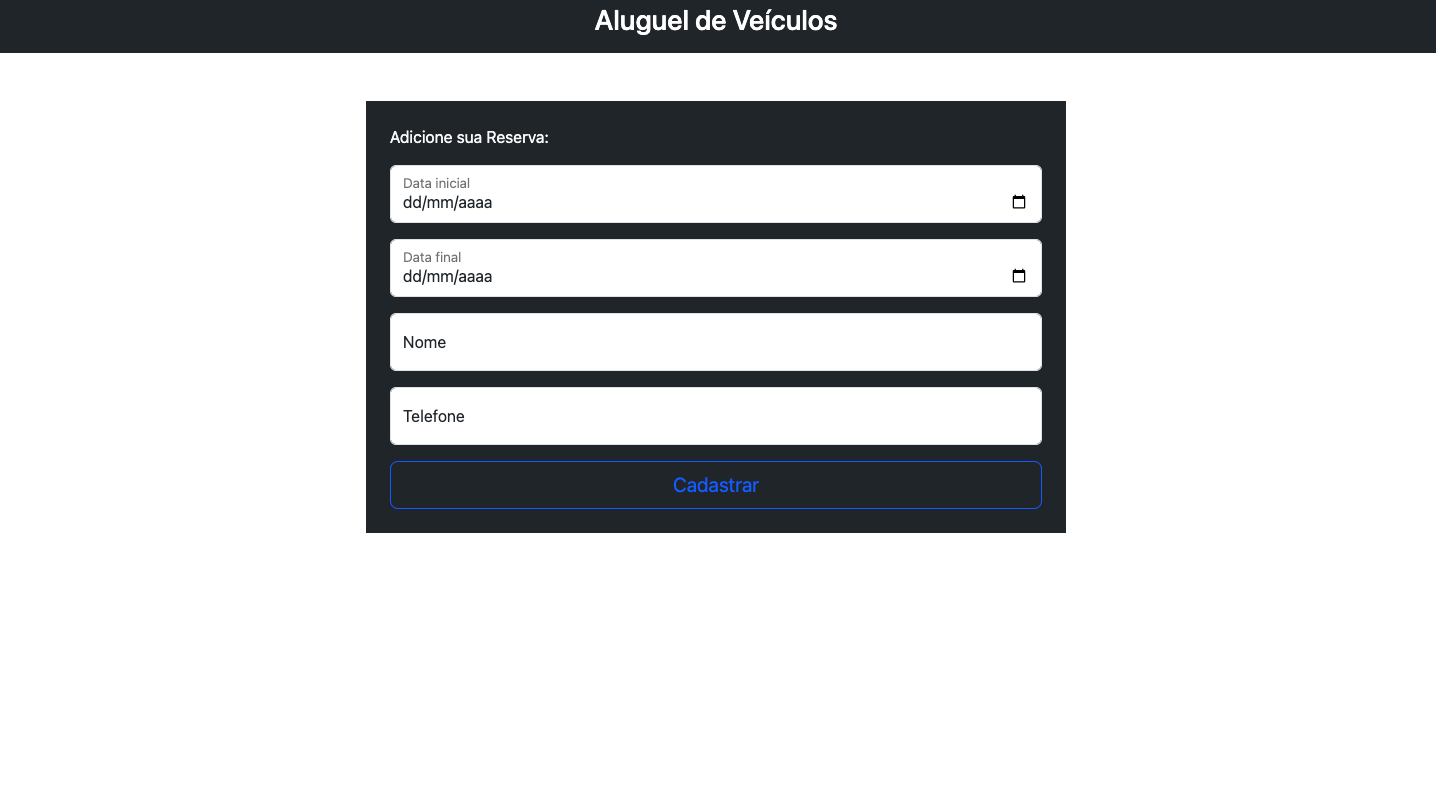 Aluguel de Veículos
Adicione sua Reserva:
Data inicial
dd/mm/aaaa
Data final
dd/mm/aaaa
Nome
Telefone
Cadastrar